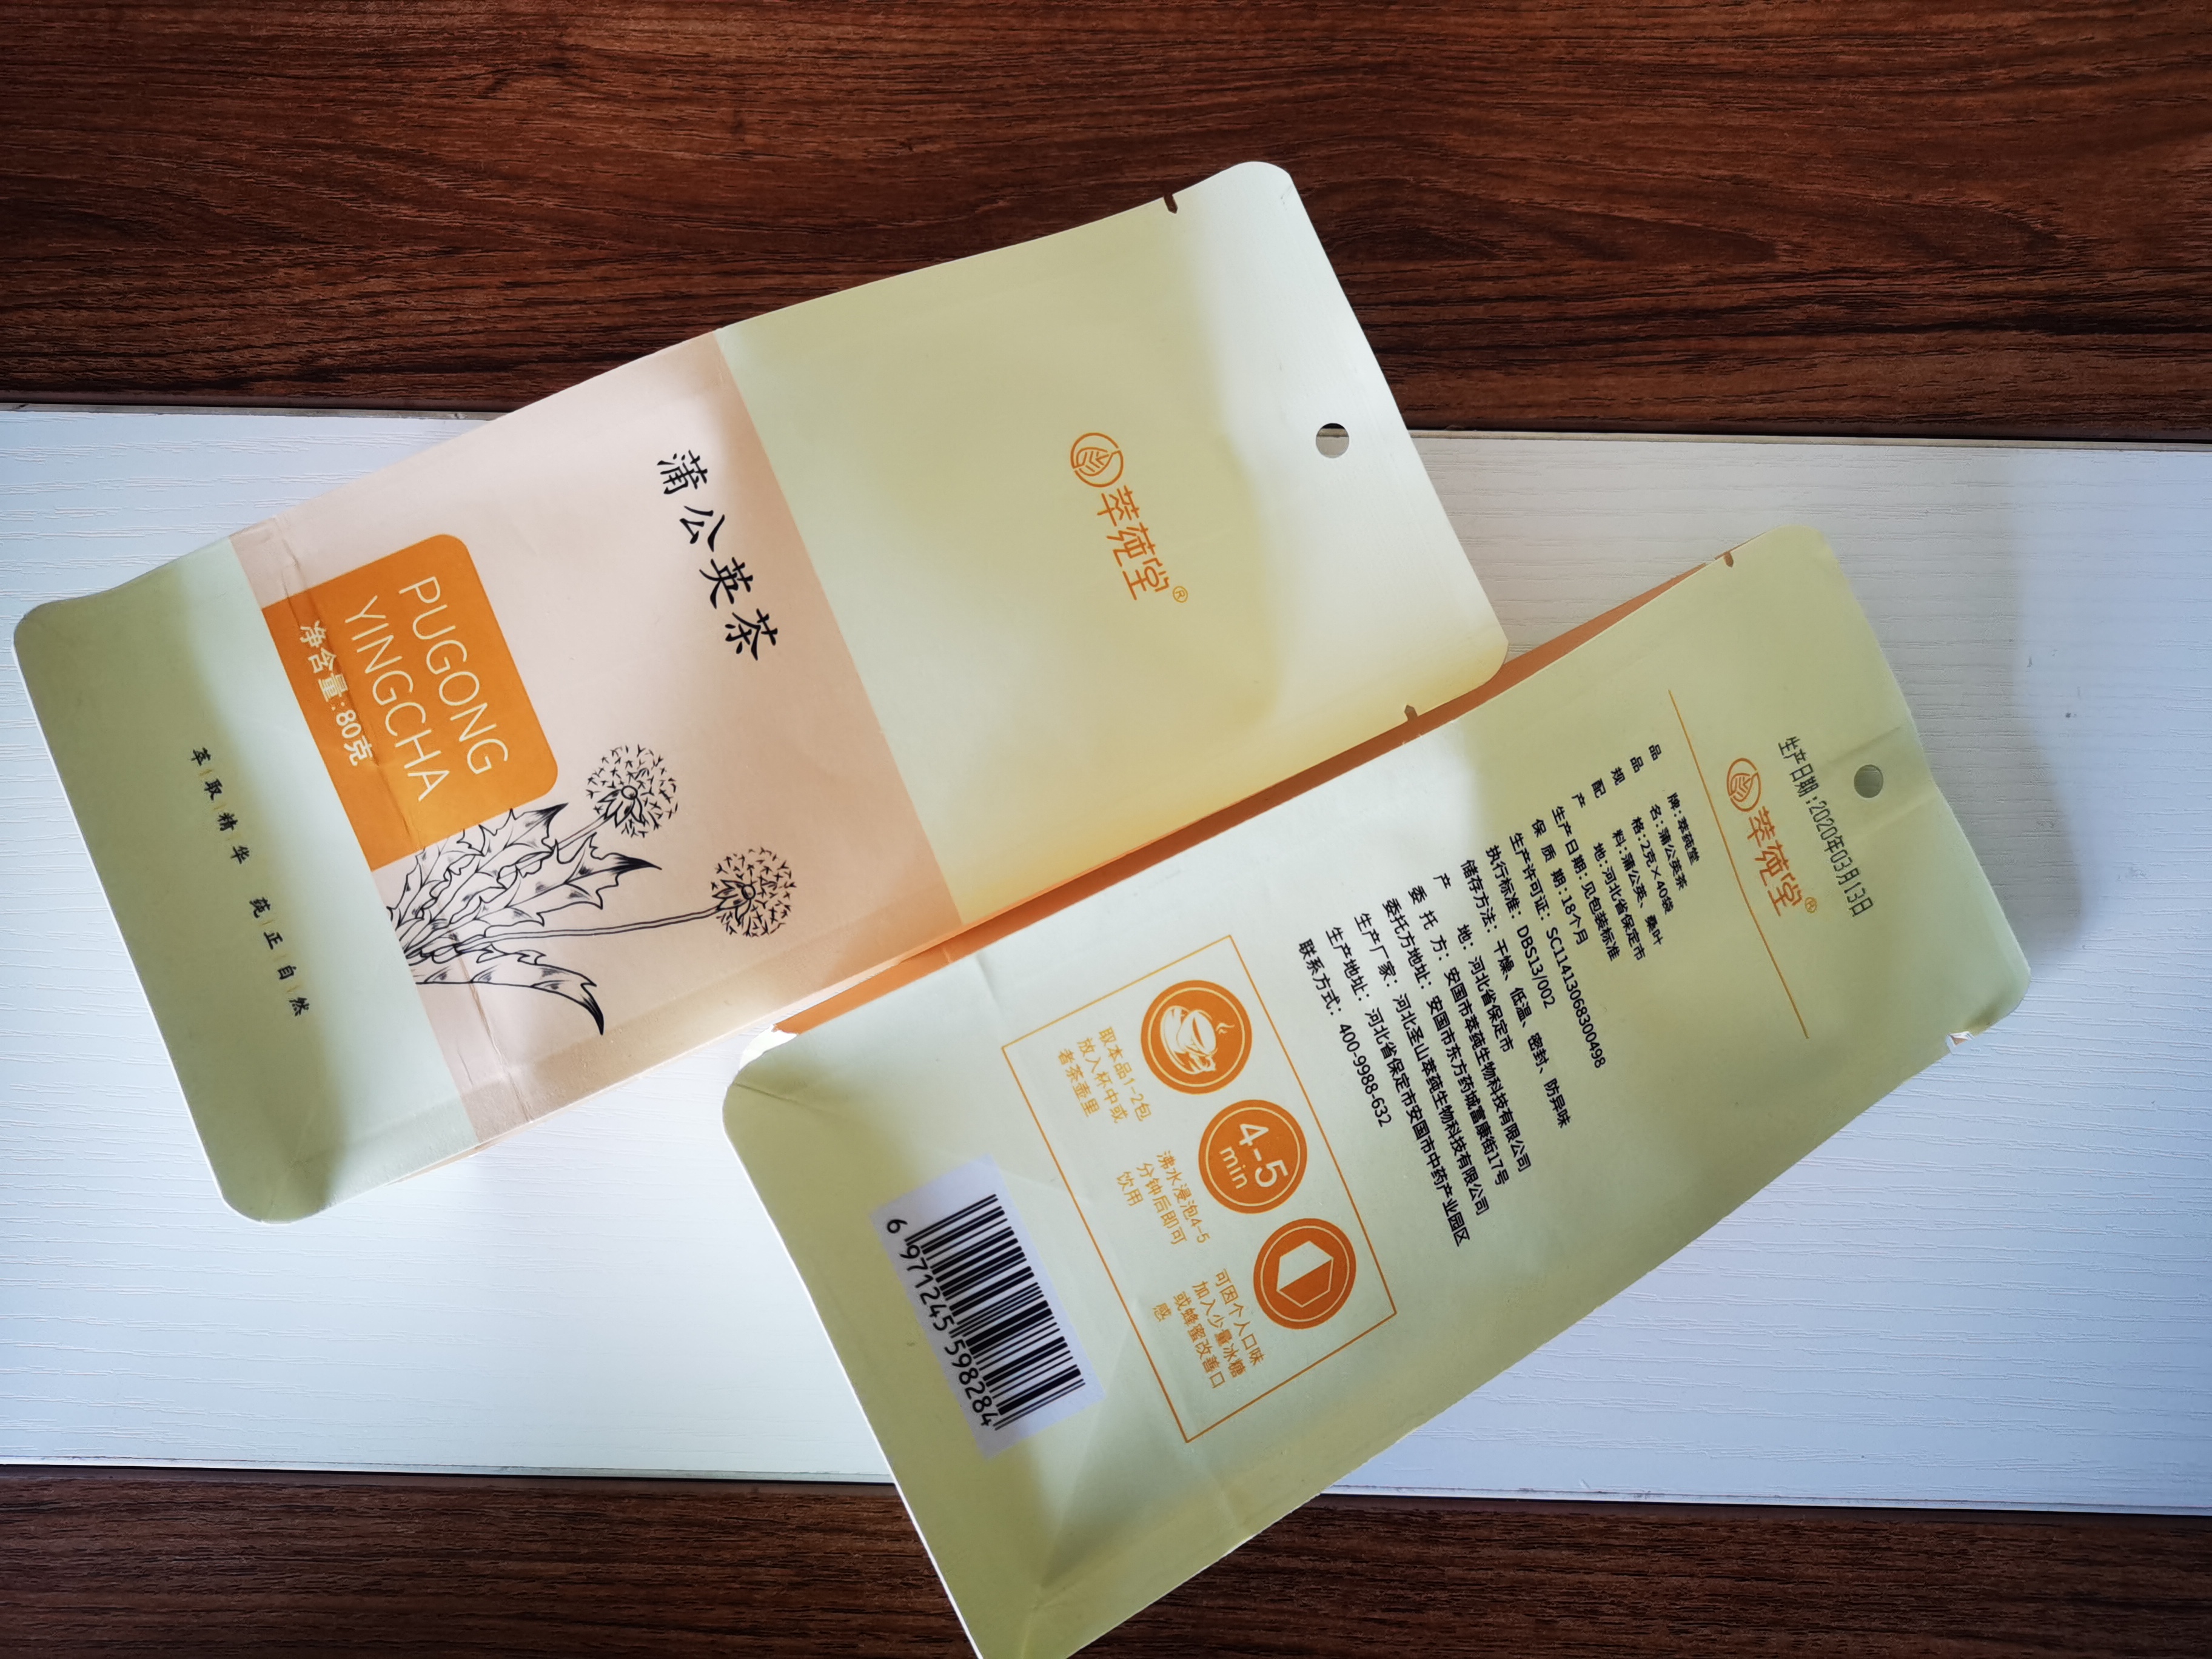 萃莼堂®
蒲公英茶
PUGONG
YINGCHA
净含量:80克
萃取精华 莼正自然
生产日期:2020年03月13日
萃莼堂®
品 牌:萃莼堂
品 名:蒲公英茶
规 格:2克×40袋
配 料:蒲公英、桑叶
产 地:河北省保定市
生产日期:见包装标准
保 质 期:18个月
生产许可证:SC11413068300498
执行标准:DBS13/002
储存方法:干燥、低温、密封、防异味
产 地:河北省保定市
委 托 方:安国市萃莼生物科技有限公司
委托方地址:安国市东方药城富康街17号
生产厂家:河北圣山萃莼生物科技有限公司
生产地址:河北省保定市安国市中药产业园区
联系方式:400-9988-632
取本品1-2包
放入杯中或
者茶壶里
4-5
min
沸水浸泡4-5
分钟后即可
饮用
可因个人口味
加入少量冰糖
或蜂蜜改善口
感
6 971245 598284